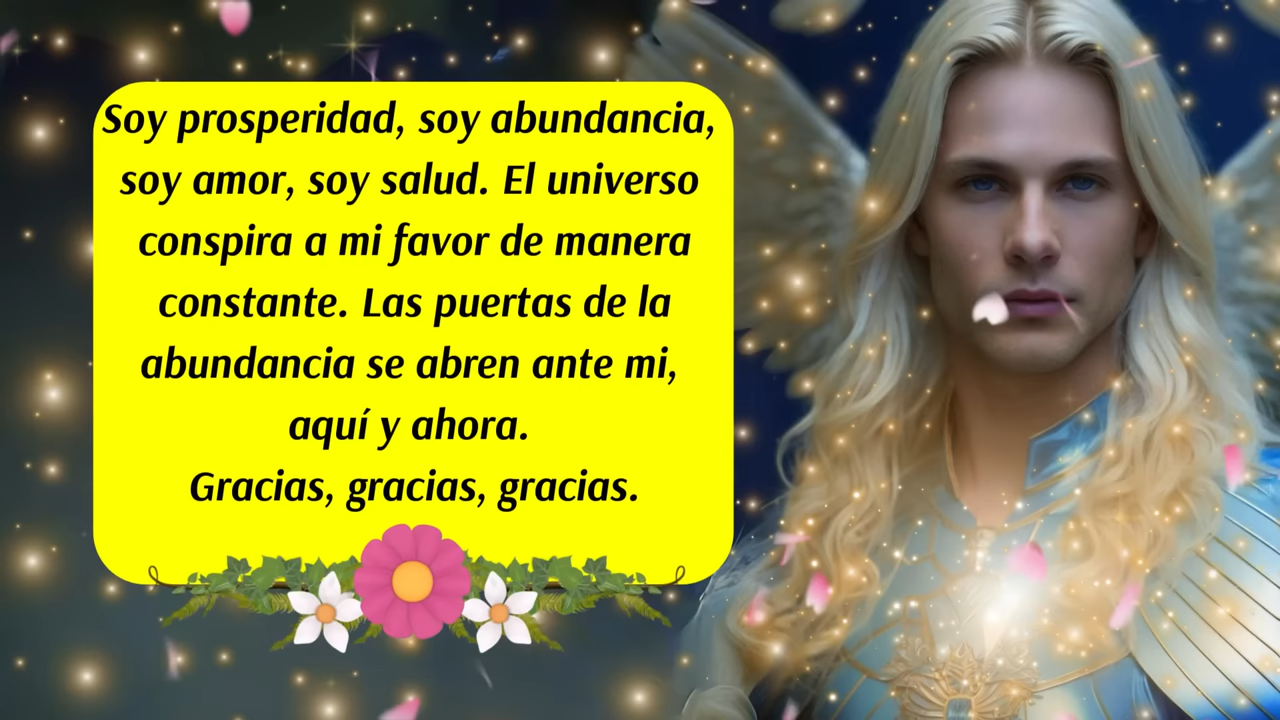 Soy prosperidad, soy abundancia,
soy amor, soy salud. El universo
conspira a mi favor de manera
constante. Las puertas de la
abundancia se abren ante mi,
aquí y ahora.
Gracias, gracias, gracias.